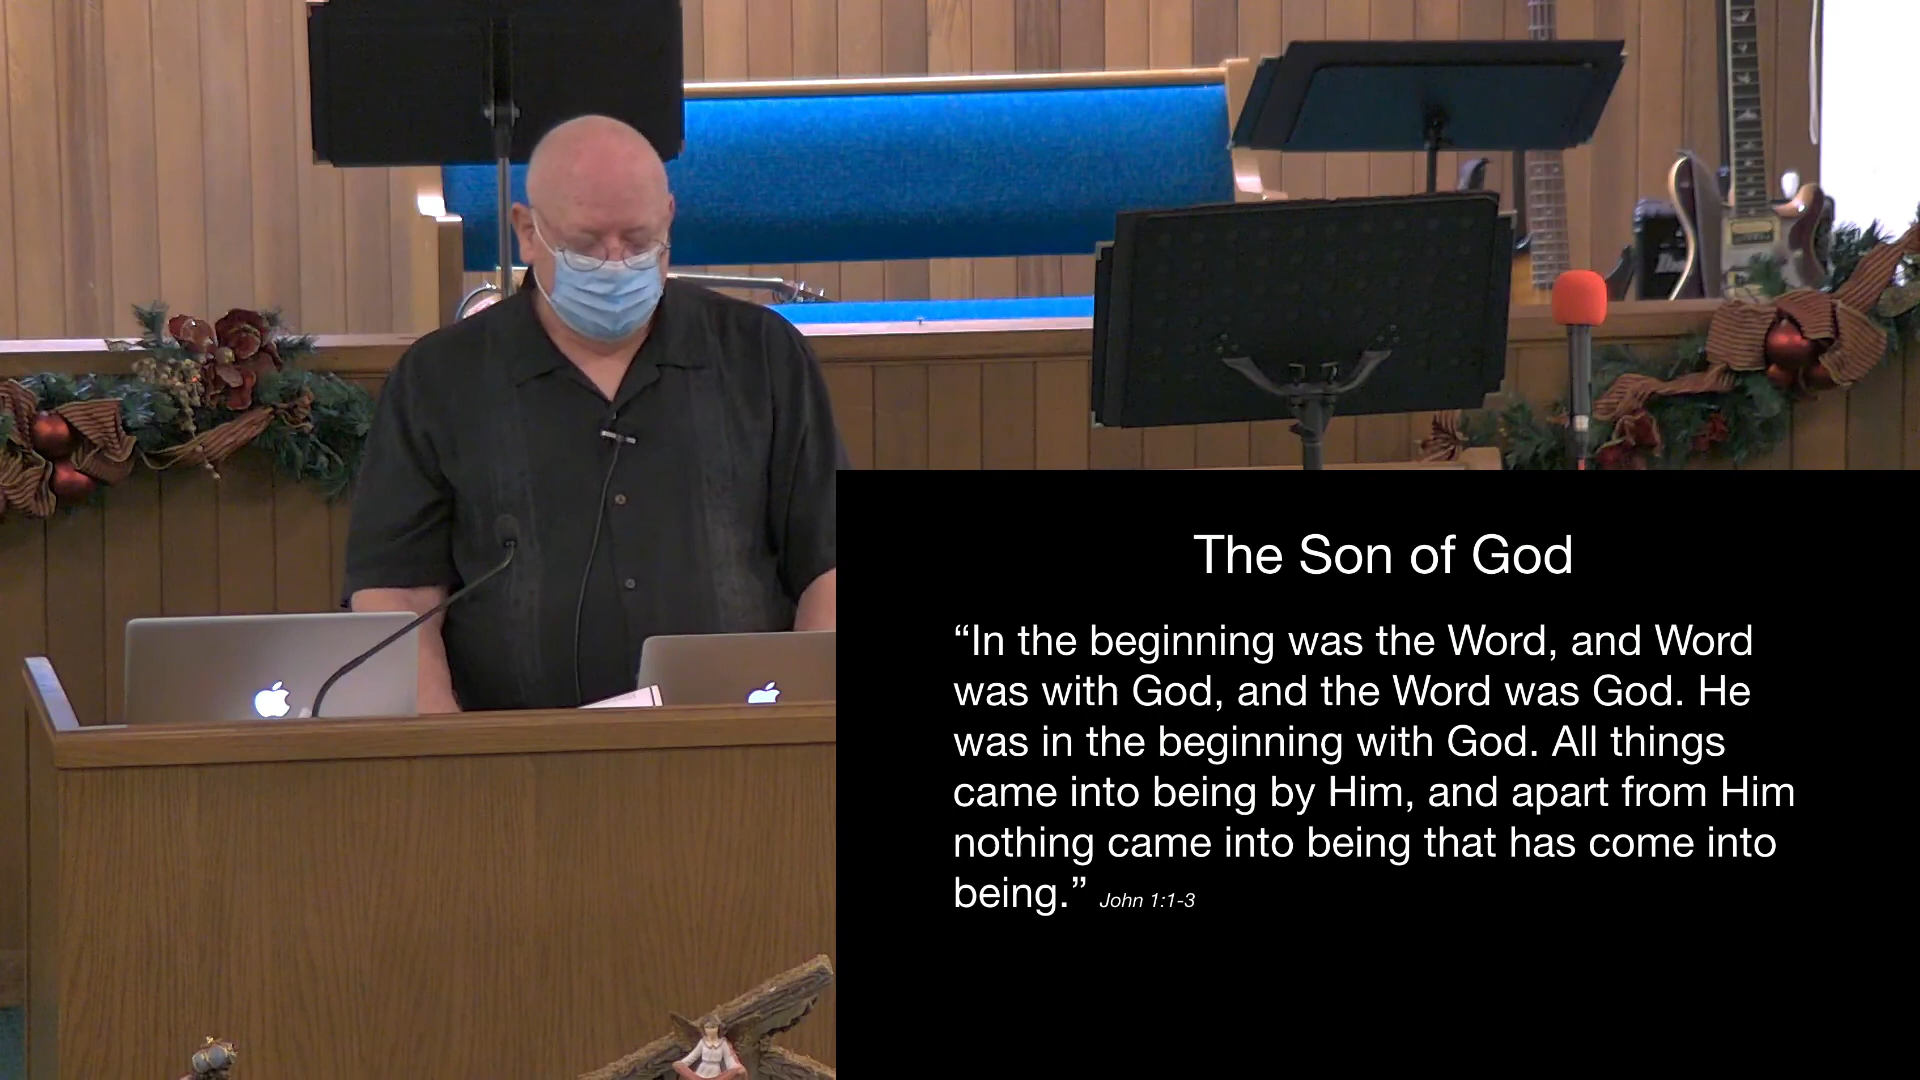 The Son of God
“In the beginning was the Word, and Word
was with God, and the Word was God. He
was in the beginning with God. All things
came into being by Him, and apart from Him
nothing came into being that has come into
being.” John 1:1-3